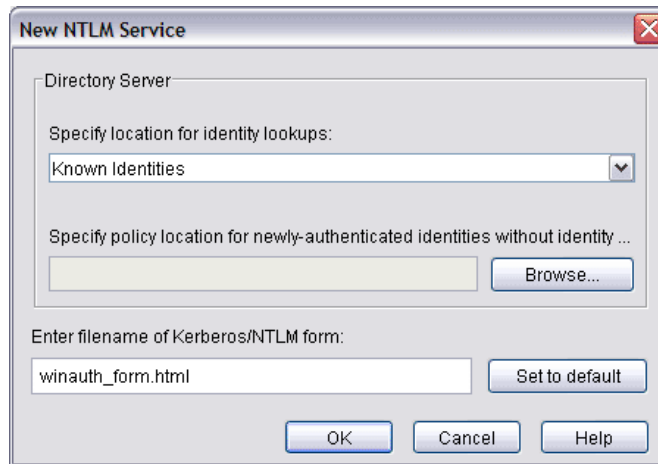 New NTLM Service
Directory Server
Specify location for identity lookups:
Known Identities
Specify policy location for newly-authenticated identities without identity ...
Browse...
Enter filename of Kerberos/NTLM form:
winauth_form.html
Set to default
OK
Cancel
Help